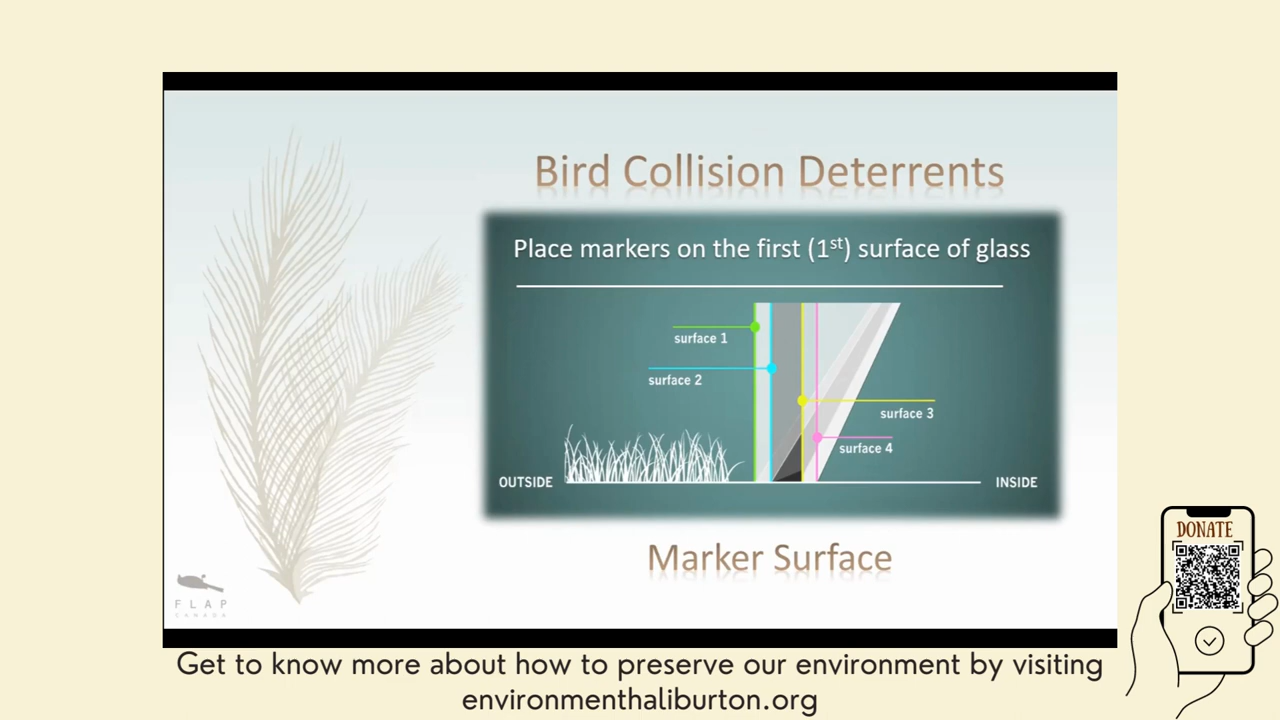 Bird Collision Deterrents
Place markers on the first (1st) surface of glass
surface 1
surface 2
surface 3
surface 4
OUTSIDE
INSIDE
Marker Surface
FLAP
CANADA
DONATE
Get to know more about how to preserve our environment by visiting
environmenthaliburton.org